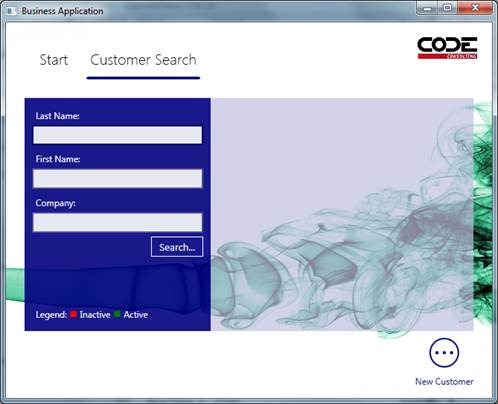 Business Application
Start Customer Search
CODE
CONSULTING
Last Name:
First Name:
Company:
Search...
Legend: Inactive Active
New Customer